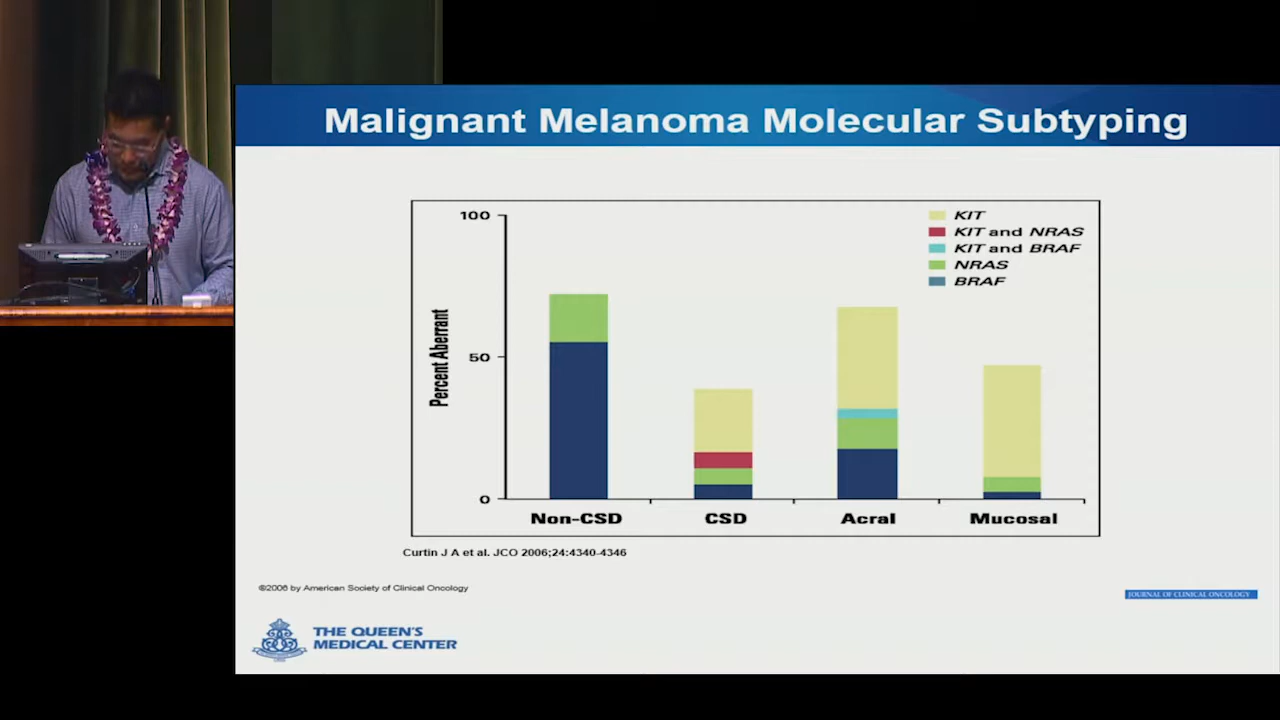 Malignant Melanoma Molecular Subtyping
100
50
0
Percent Aberrant
KIT
KIT and NRAS
KIT and BRAF
NRAS
BRAF
Non-CSD
CSD
Acral
Mucosal
Curtin J A et al. JCO 2006;24:4340-4346
©2006 by American Society of Clinical Oncology
JOURNAL OF CLINICAL ONCOLOGY
THE QUEEN'S
MEDICAL CENTER